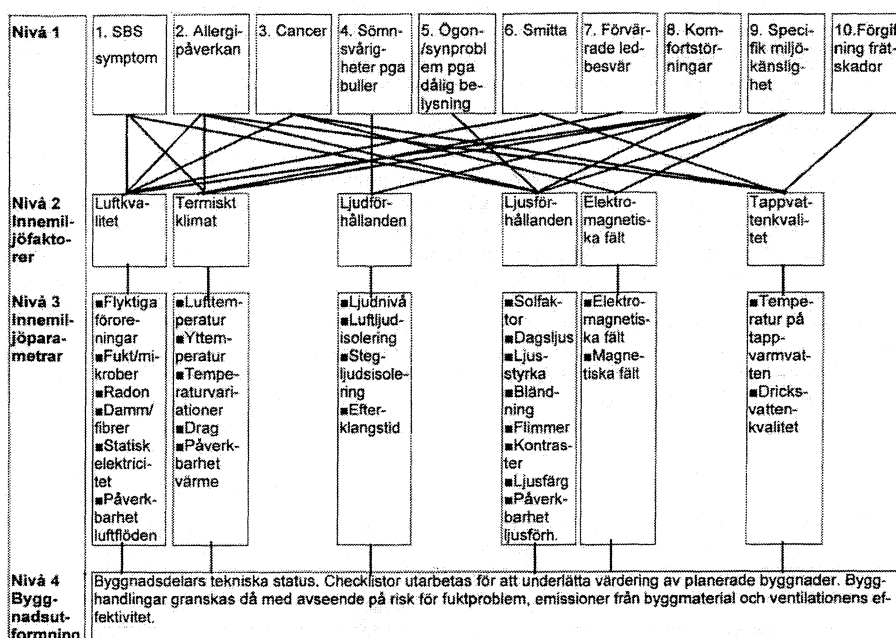 Nivå 1
1. SBS
symptom
2. Allergi-
påverkan
3. Cancer
4. Sömn-
svårig-
heter pga
buller
5. Ögon-
/synprobl
em pga
dålig be-
lysning
6. Smitta
7. Förvär-
rade led-
besvär
8. Kom-
fortstör-
ningar
9. Speci-
fik miljö-
känslig-
het
10.Förgif
ning frät-
skador
Nivå 2
Innemil-
jöfakto-
rer
Luftkva-
litet
Termiskt
klimat
Ljudför-
hållanden
Ljusför-
hållanden
Elektro-
magnetis-
ka fält
Tappvat-
tenkvali-
tet
Nivå 3
Innemil-
jöpara-
metrar
■Flyktiga
förore-
ningar
■Fukt/mi-
krober
■Radon
■Damm/
fibrer
■Statisk
elektrici-
tet
■Påverk-
barhet
luftflöden
■Lufttem-
peratur
■Yttem-
peratur
■Tempe-
raturvari-
ationer
■Drag
■Påverk-
barhet
värme
■Ljudnivå
■Luftljud-
isolering
■Steg-
ljudsisole-
ring
■Efter-
klangstid
■Solfak-
tor
■Dagsljus
■Ljus-
styrka
■Bländ-
ning
■Flimmer
■Kontras-
ter
■Ljusfärg
■Påverk-
barhet
ljusförh.
■Elektro-
magnetis-
ka fält
■Magne-
tiska fält
■Tempe-
ratur på
tapp-
varmvat-
ten
■Dricks-
vatten-
kvalitet
Nivå 4
Bygg-
nadsut-
formning
Byggnadsdelars tekniska status. Checklistor utarbetas för att underlätta värdering av planerade byggnader. Bygg-
handlingar granskas då med avseende på risk för fuktproblem, emissioner från byggmaterial och ventilationens ef-
fektivitet.